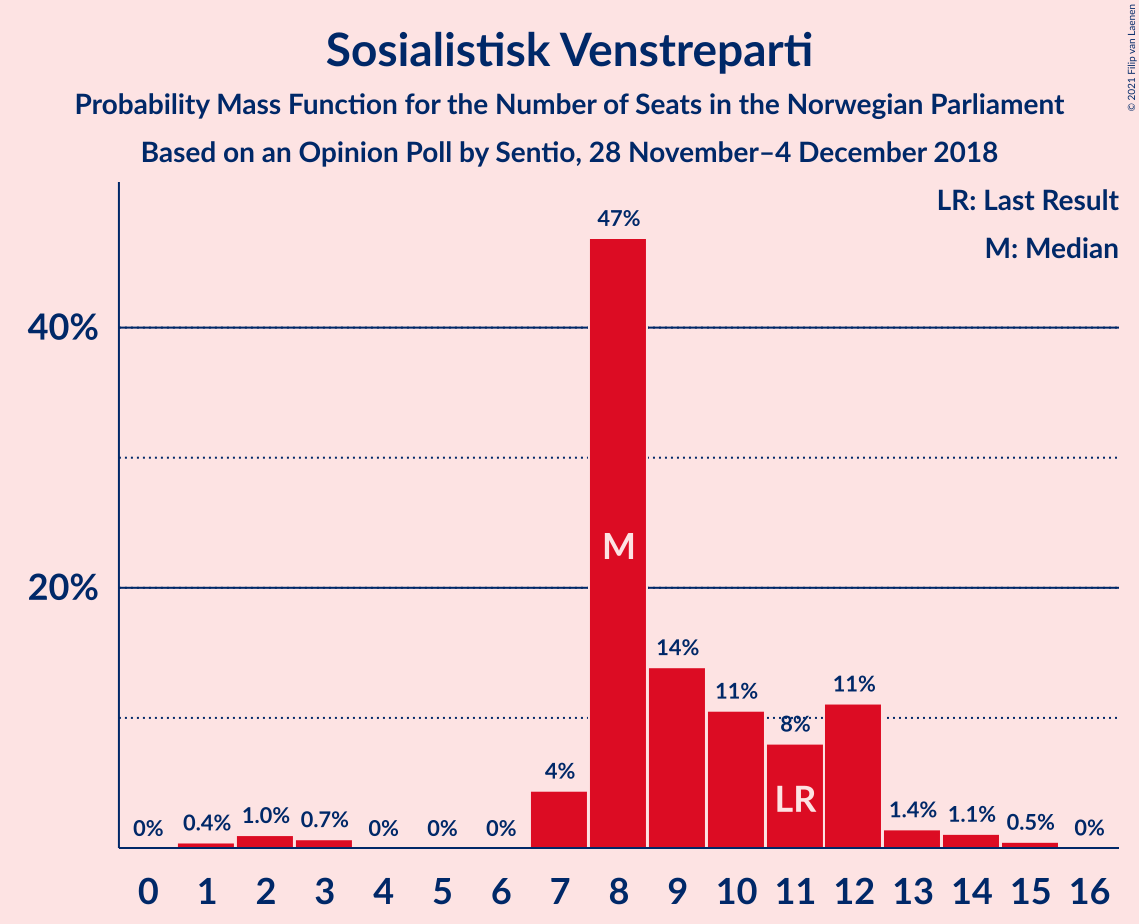 Sosialistisk Venstreparti
Probability Mass Function for the Number of Seats in the Norwegian Parliament
Based on an Opinion Poll by Sentio, 28 November–4 December 2018
© 2021 Filip van Laenen
LR: Last Result
M: Median
40%
20%
0%
0.4%
1.0%
0.7%
0%
0%
0%
4%
47%
14%
11%
8%
11%
1.4%
1.1%
0.5%
0%
M
LR
0 1 2 3 4 5 6 7 8 9 10 11 12 13 14 15 16